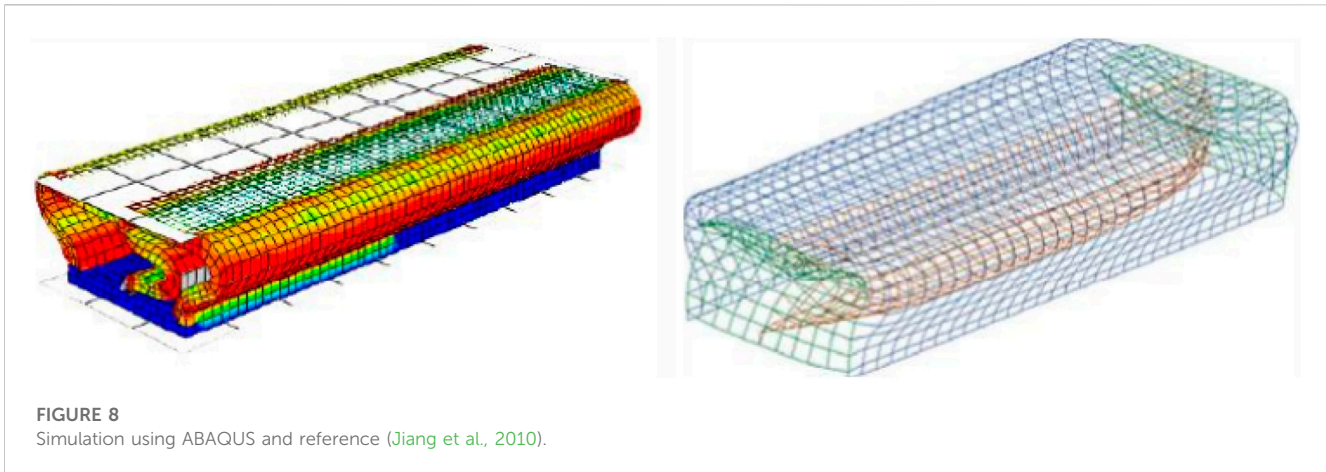 FIGURE 8
Simulation using ABAQUS and reference (Jiang et al., 2010).